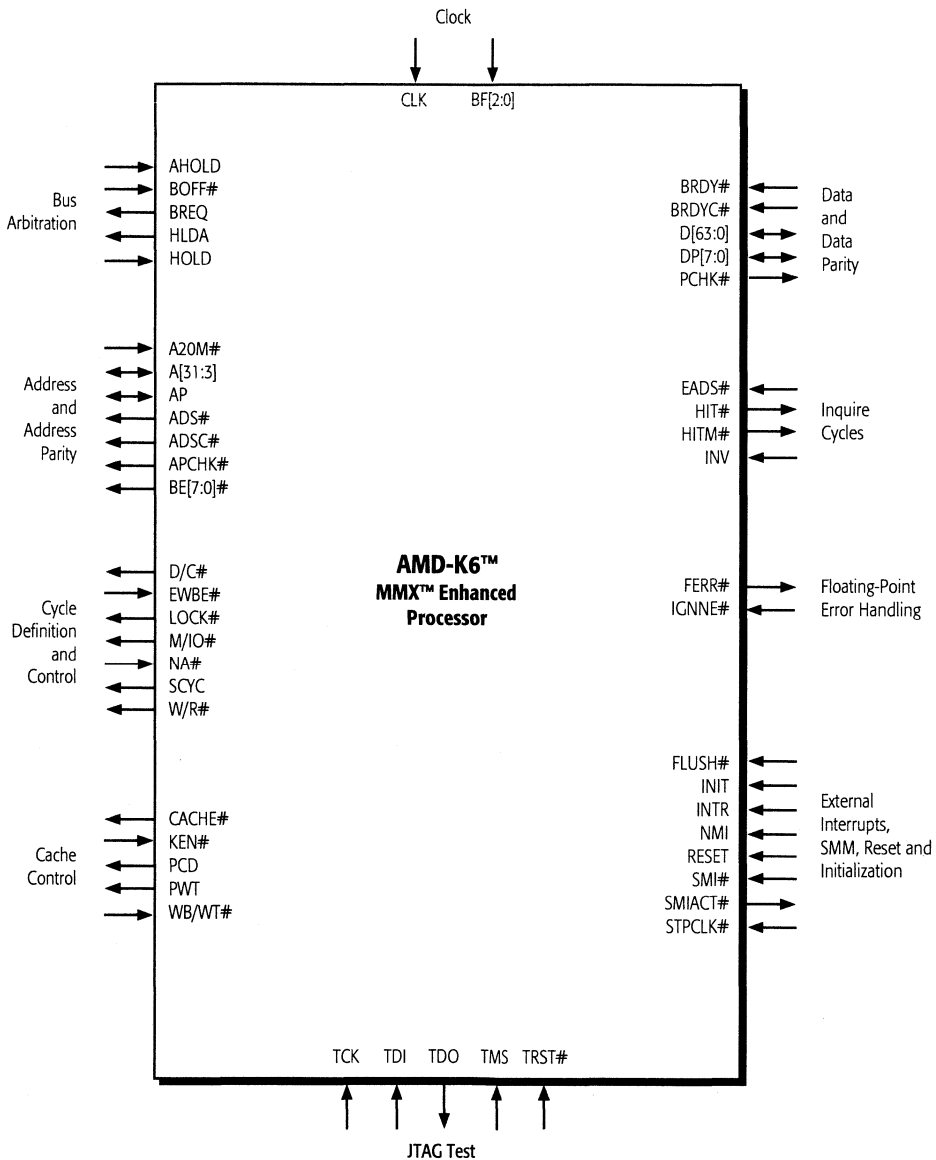 Clock
CLK BF[2:0]
Bus
Arbitration
AHOLD
BOFF#
BREQ
HLDA
HOLD
Address
and
Address
Parity
A20M#
A[31:3]
AP
ADS#
ADSC#
APCHK#
BE[7:0]#
Cycle
Definition
and
Control
D/C#
EWBE#
LOCK#
M/IO#
NA#
SCYC
W/R#
Cache
Control
CACHE#
KEN#
PCD
PWT
WB/WT#
AMD-K6™
MMX™ Enhanced
Processor
BRDY#
BRDYC#
D[63:0]
DP[7:0]
PCHK#
Data
and
Data
Parity
EADS#
HIT#
HITM#
INV
Inquire
Cycles
FERR#
IGNNE#
Floating-Point
Error Handling
FLUSH#
INIT
INTR
NMI
RESET
SMI#
SMIACT#
STPCLK#
External
Interrupts,
SMM, Reset and
Initialization
TCK TDI TDO TMS TRST#
JTAG Test